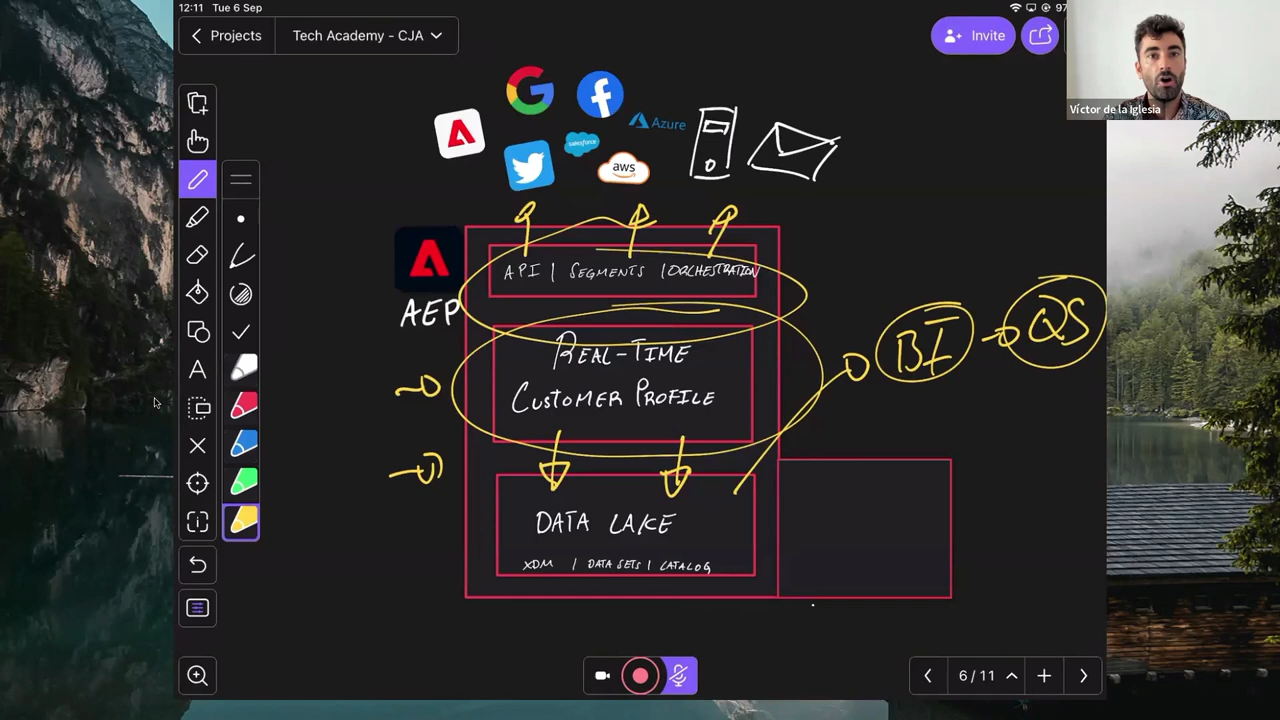 12:11 Tue 6 Sep
97
Projects
Tech Academy - CJA
Invite
Víctor de la Iglesia
Azure
salesforce
aws
API | SEGMENTS | ORCHESTRATION
AEP
REAL-TIME
CUSTOMER PROFILE
BI
QS
DATA LAKE
XDM | DATA SETS | CATALOG
A
6 / 11